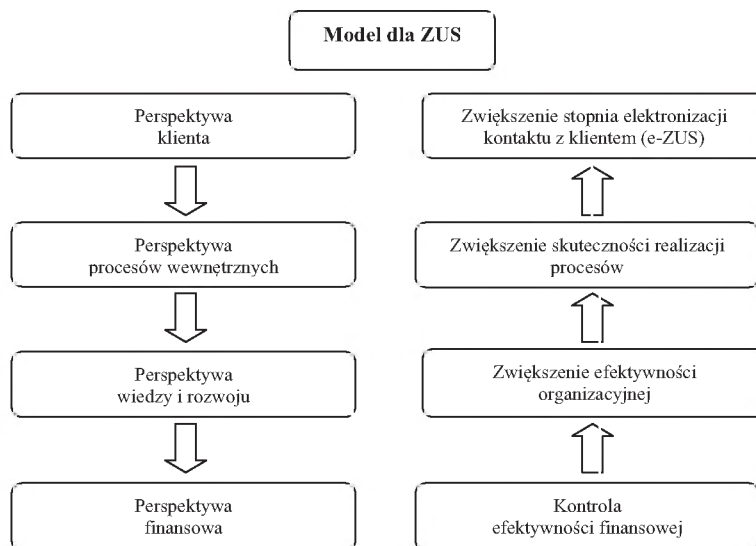 Model dla ZUS
Perspektywa
klienta
Zwiększenie stopnia elektronizacji
kontaktu z klientem (e-ZUS)
Perspektywa
procesów wewnętrznych
Zwiększenie skuteczności realizacji
procesów
Perspektywa
wiedzy i rozwoju
Zwiększenie efektywności
organizacyjnej
Perspektywa
finansowa
Kontrola
efektywności finansowej